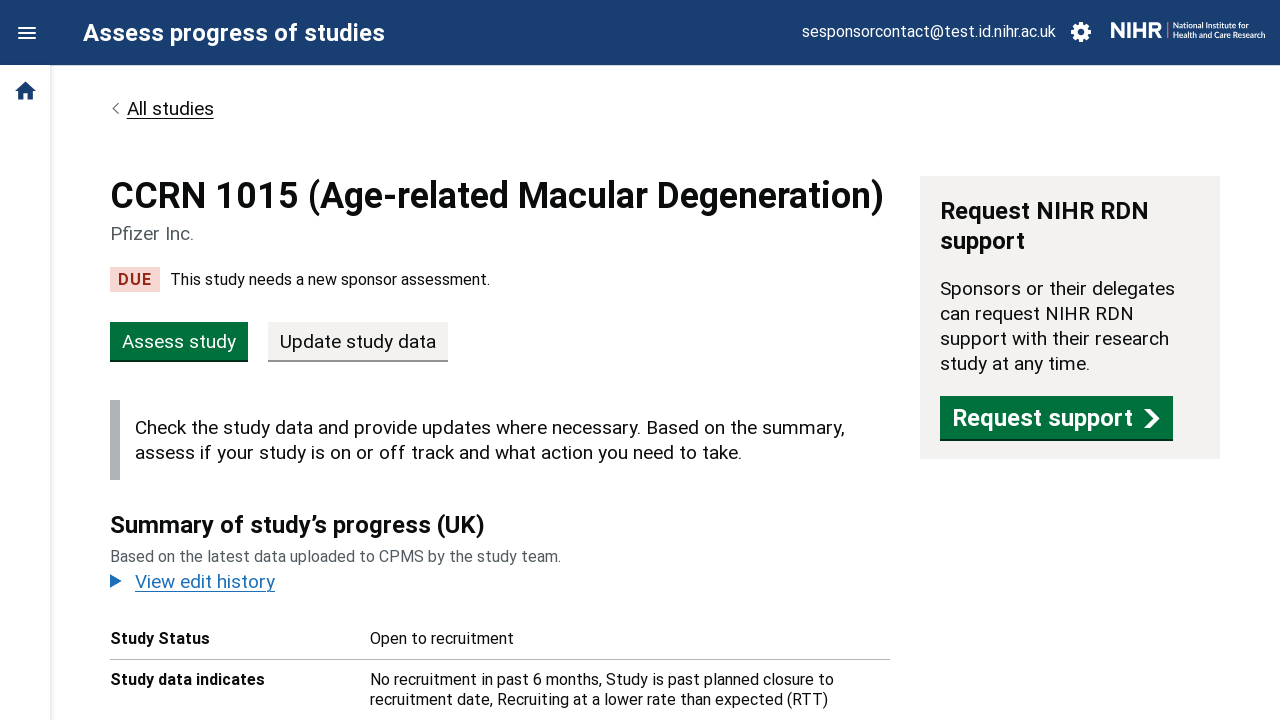 Assess progress of studies
sesponsorcontact@test.id.nihr.ac.uk
NIHR | National Institute for
Health and Care Research
All studies
CCRN 1015 (Age-related Macular Degeneration)
Pfizer Inc.
DUE This study needs a new sponsor assessment.
Assess study
Update study data
Check the study data and provide updates where necessary. Based on the summary,
assess if your study is on or off track and what action you need to take.
Summary of study’s progress (UK)
Based on the latest data uploaded to CPMS by the study team.
View edit history
Study Status Open to recruitment
Study data indicates No recruitment in past 6 months, Study is past planned closure to
recruitment date, Recruiting at a lower rate than expected (RTT)
Request NIHR RDN
support
Sponsors or their delegates
can request NIHR RDN
support with their research
study at any time.
Request support